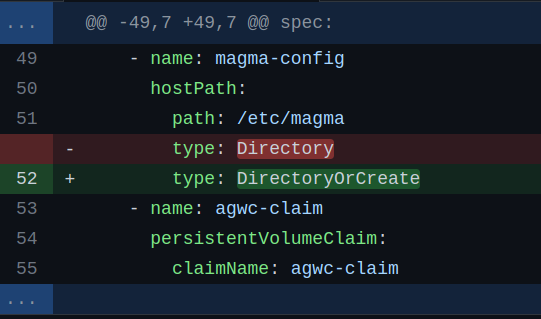 ... @@ -49,7 +49,7 @@ spec:
49 - name: magma-config
50 hostPath:
51 path: /etc/magma
- type: Directory
52 + type: DirectoryOrCreate
53 - name: agwc-claim
54 persistentVolumeClaim:
55 claimName: agwc-claim
...